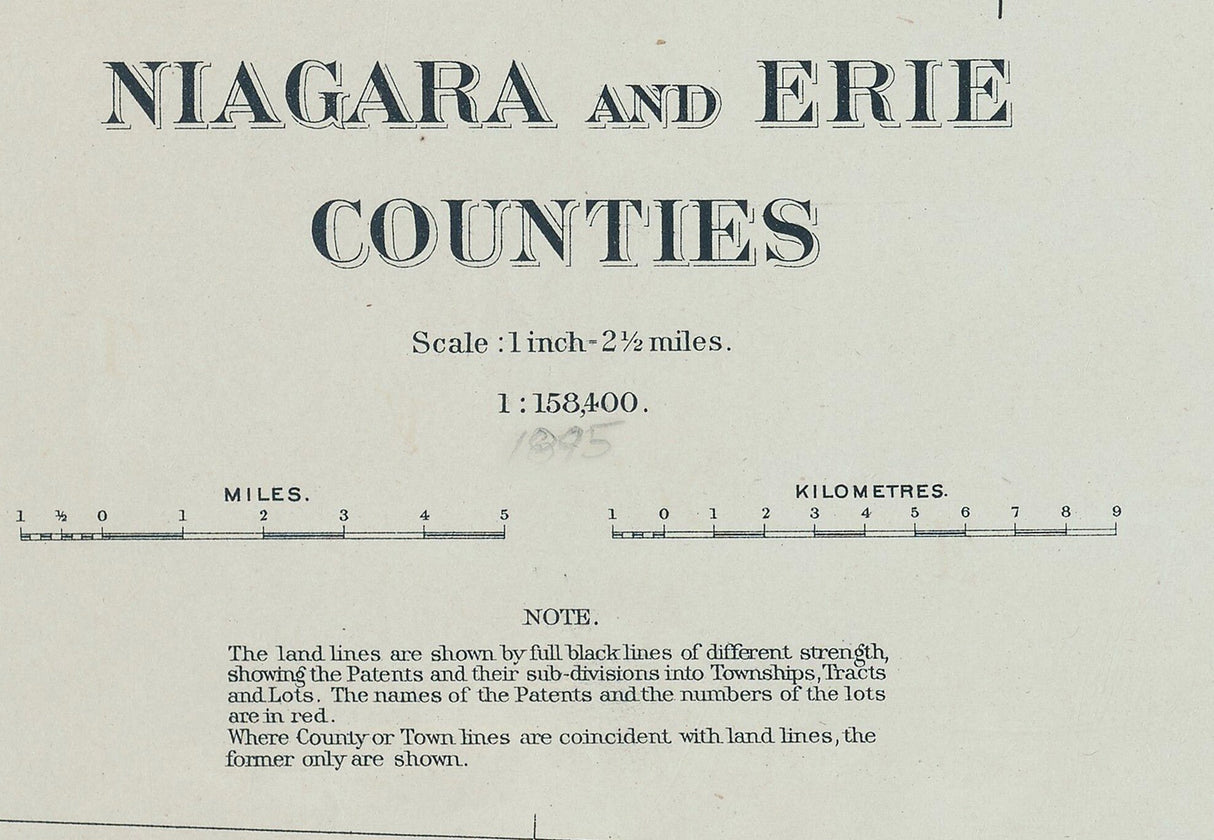 NIAGARA AND ERIE
COUNTIES
Scale : 1 inch = 2½ miles.
1 : 158,400.
1895
MILES.
1 ½ 0 1 2 3 4 5
KILOMETRES.
1 0 1 2 3 4 5 6 7 8 9
NOTE.
The land lines are shown by full black lines of different strength,
showing the Patents and their sub-divisions into Townships, Tracts
and Lots. The names of the Patents and the numbers of the lots
are in red.
Where County or Town lines are coincident with land lines, the
former only are shown.